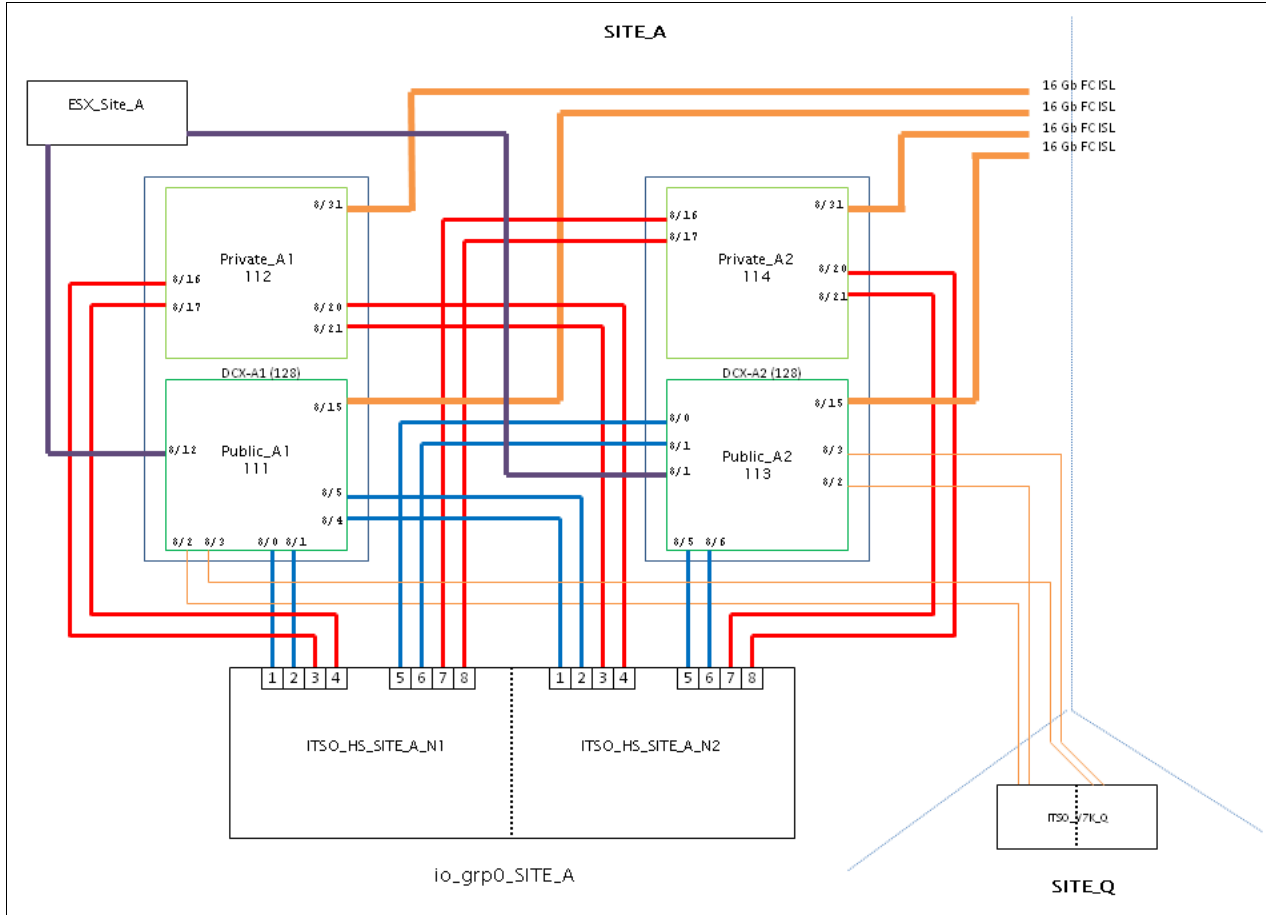 SITE_A
ESX_Site_A
16 Gb FC ISL
16 Gb FC ISL
16 Gb FC ISL
16 Gb FC ISL
8/31
Private_A1
112
8/16
8/17
8/20
8/21
DCX-A1 (128)
8/15
8/12
Public_A1
111
8/5
8/4
8/2
8/3
8/0
8/1
8/31
8/16
8/17
Private_A2
114
8/20
8/21
DCX-A2 (128)
8/15
8/0
8/1
8/1
Public_A2
113
8/3
8/2
8/5
8/6
1 2 3 4
5 6 7 8
1 2 3 4
5 6 7 8
ITSO_HS_SITE_A_N1
ITSO_HS_SITE_A_N2
io_grp0_SITE_A
ITSO_V7K_Q
SITE_Q